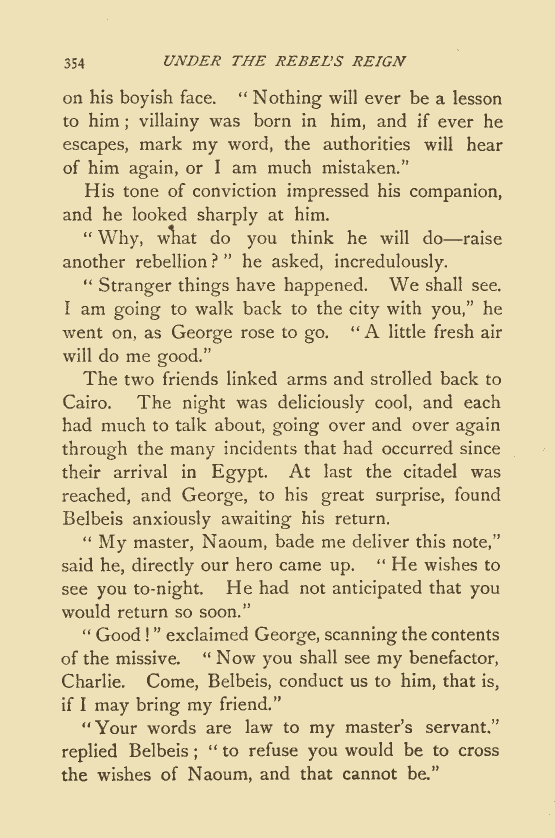 354 UNDER THE REBEL'S REIGN
on his boyish face. “ Nothing will ever be a lesson
to him ; villainy was born in him, and if ever he
escapes, mark my word, the authorities will hear
of him again, or I am much mistaken.”
His tone of conviction impressed his companion,
and he looked sharply at him.
“ Why, what do you think he will do—raise
another rebellion ? ” he asked, incredulously.
“ Stranger things have happened. We shall see.
I am going to walk back to the city with you,” he
went on, as George rose to go. “ A little fresh air
will do me good.”
The two friends linked arms and strolled back to
Cairo. The night was deliciously cool, and each
had much to talk about, going over and over again
through the many incidents that had occurred since
their arrival in Egypt. At last the citadel was
reached, and George, to his great surprise, found
Belbeis anxiously awaiting his return.
“ My master, Naoum, bade me deliver this note,”
said he, directly our hero came up. “ He wishes to
see you to-night. He had not anticipated that you
would return so soon.”
“ Good ! ” exclaimed George, scanning the contents
of the missive. “ Now you shall see my benefactor,
Charlie. Come, Belbeis, conduct us to him, that is,
if I may bring my friend.”
“ Your words are law to my master's servant.”
replied Belbeis ; “ to refuse you would be to cross
the wishes of Naoum, and that cannot be.”